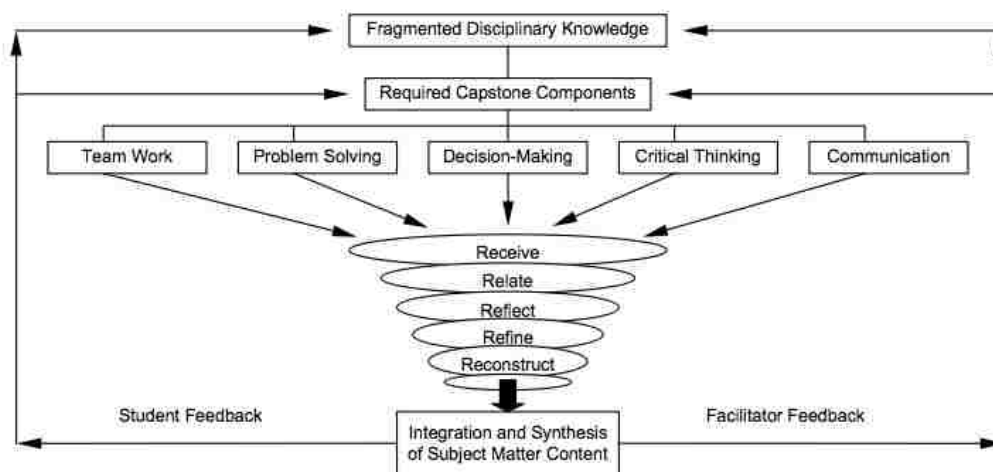 Fragmented Disciplinary Knowledge
Required Capstone Components
Team Work
Problem Solving
Decision-Making
Critical Thinking
Communication
Receive
Relate
Reflect
Refine
Reconstruct
Student Feedback
Integration and Synthesis
of Subject Matter Content
Facilitator Feedback